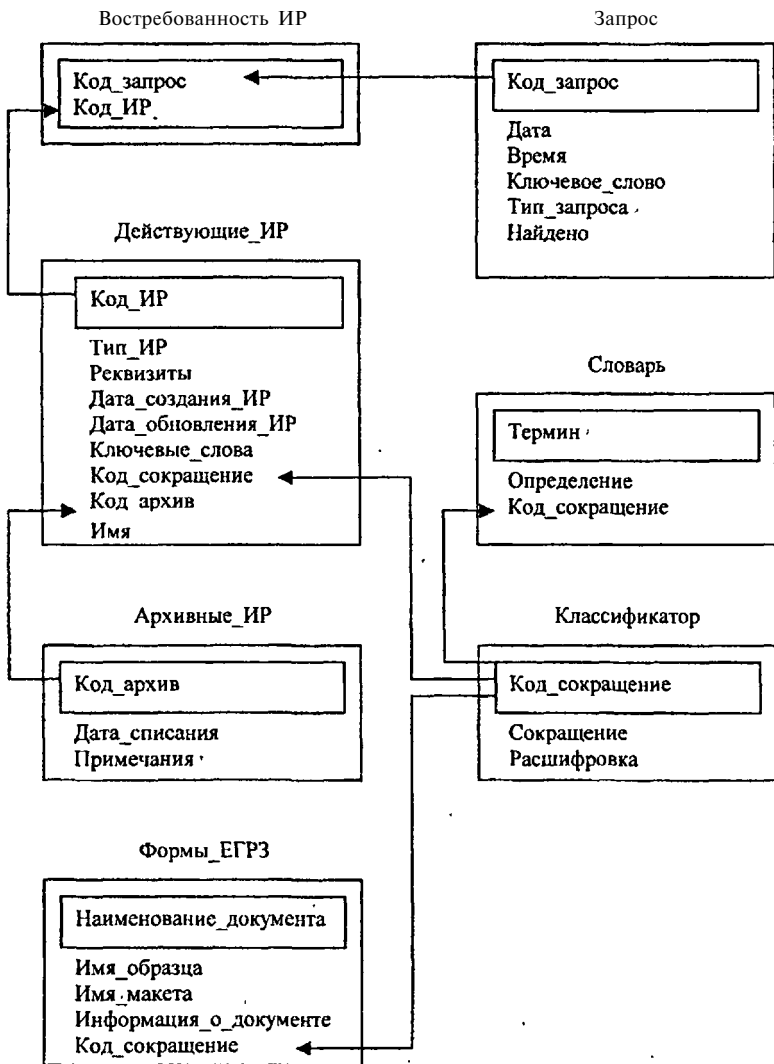 Востребованность ИР
Код_запрос
Код_ИР
Запрос
Код_запрос
Дата
Время
Ключевое_слово
Тип_запроса
Найдено
Действующие_ИР
Код_ИР
Тип_ИР
Реквизиты
Дата_создания_ИР
Дата_обновления_ИР
Ключевые_слова
Код_сокращение
Код_архив
Имя
Словарь
Термин
Определение
Код_сокращение
Архивные_ИР
Код_архив
Дата_списания
Примечания
Классификатор
Код_сокращение
Сокращение
Расшифровка
Формы_ЕГРЗ
Наименование_документа
Имя_образца
Имя_макета
Информация_о_документе
Код_сокращение